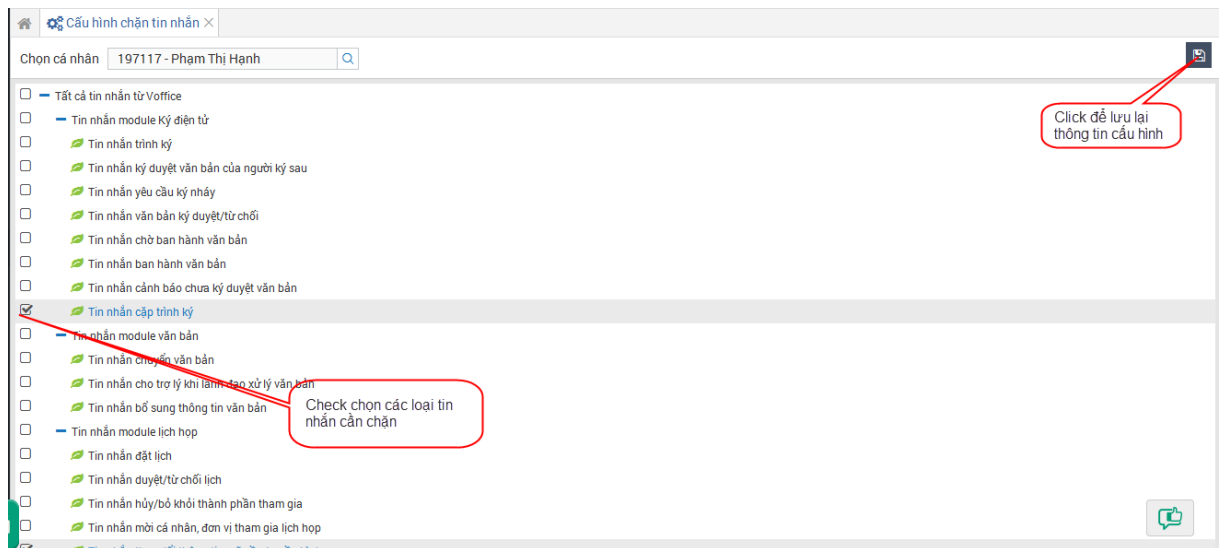 Cấu hình chặn tin nhắn
Chọn cá nhân 197117 - Phạm Thị Hạnh
Tất cả tin nhắn từ Voffice
Tin nhắn module Ký điện tử
Click để lưu lại
thông tin cấu hình
Tin nhắn trình ký
Tin nhắn ký duyệt văn bản của người ký sau
Tin nhắn yêu cầu ký nháy
Tin nhắn văn bản ký duyệt/từ chối
Tin nhắn chờ ban hành văn bản
Tin nhắn ban hành văn bản
Tin nhắn cảnh báo chưa ký duyệt văn bản
Tin nhắn cặp trình ký
Tin nhắn module văn bản
Tin nhắn chuyển văn bản
Tin nhắn cho trợ lý khi lãnh đạo xử lý văn bản
Tin nhắn bổ sung thông tin văn bản
Check chọn các loại tin
nhắn cần chặn
Tin nhắn module lịch họp
Tin nhắn đặt lịch
Tin nhắn duyệt/từ chối lịch
Tin nhắn hủy/bỏ khỏi thành phần tham gia
Tin nhắn mời cá nhân, đơn vị tham gia lịch họp